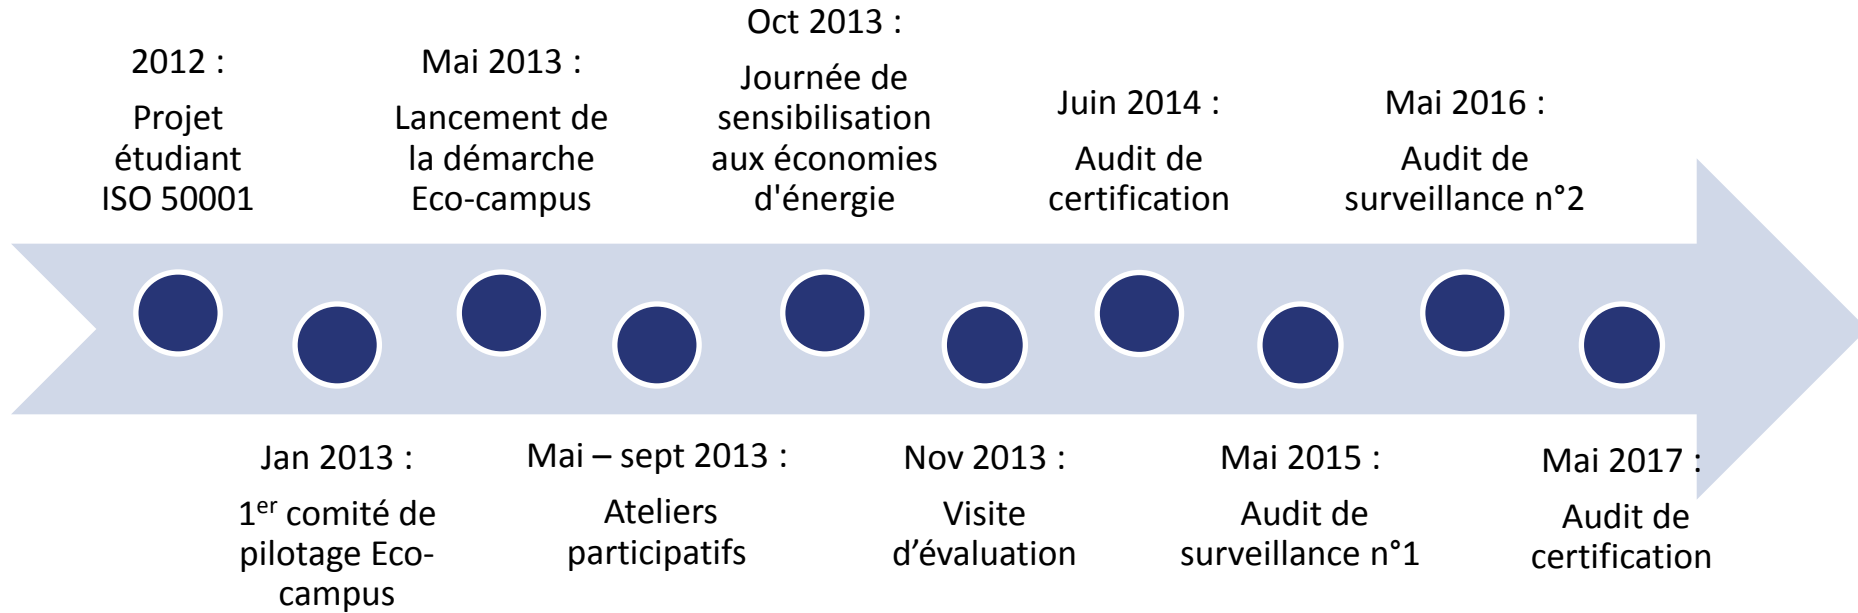 2012 :
Projet
étudiant
ISO 50001
Jan 2013 :
1er comité de
pilotage Eco-
campus
Mai 2013 :
Lancement de
la démarche
Eco-campus
Mai – sept 2013 :
Ateliers
participatifs
Oct 2013 :
Journée de
sensibilisation
aux économies
d'énergie
Nov 2013 :
Visite
d’évaluation
Juin 2014 :
Audit de
certification
Mai 2015 :
Audit de
surveillance n°1
Mai 2016 :
Audit de
surveillance n°2
Mai 2017 :
Audit de
certification